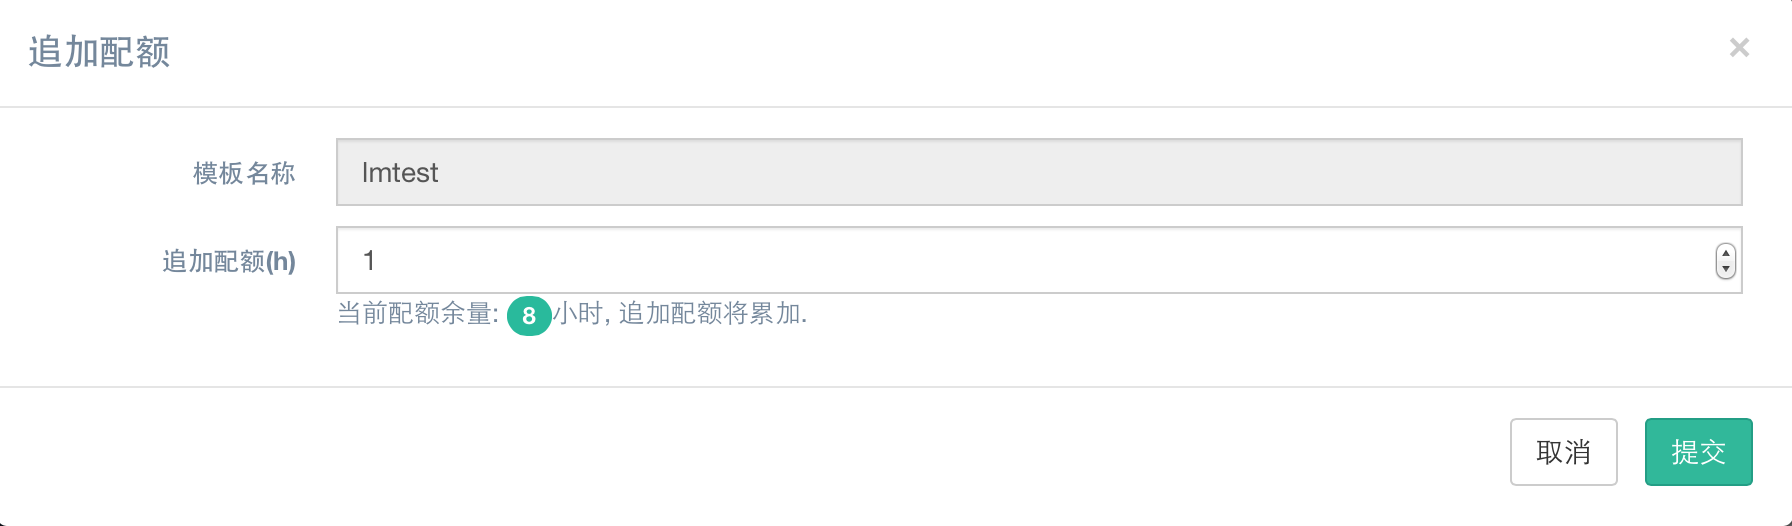 追加配额
×
模板名称 lmtest
追加配额(h) 1
当前配额余量: 8 小时, 追加配额将累加.
取消 提交